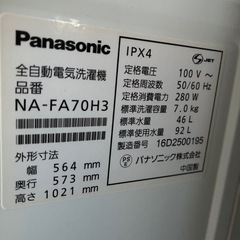 Panasonic
全自動電気洗濯機
品番
NA-FA70H3
外形寸法
幅 564 mm
奥行 573 mm
高さ 1021 mm
IPX4
JET
定格電圧 100 V~
定格周波数 50/60 Hz
定格消費電力 280 W
標準使用容量 7.0 kg
標準水量 46 L
標準使用水量 92 L
製造番号 16D2500195
PSE パナソニック株式会社
中国製